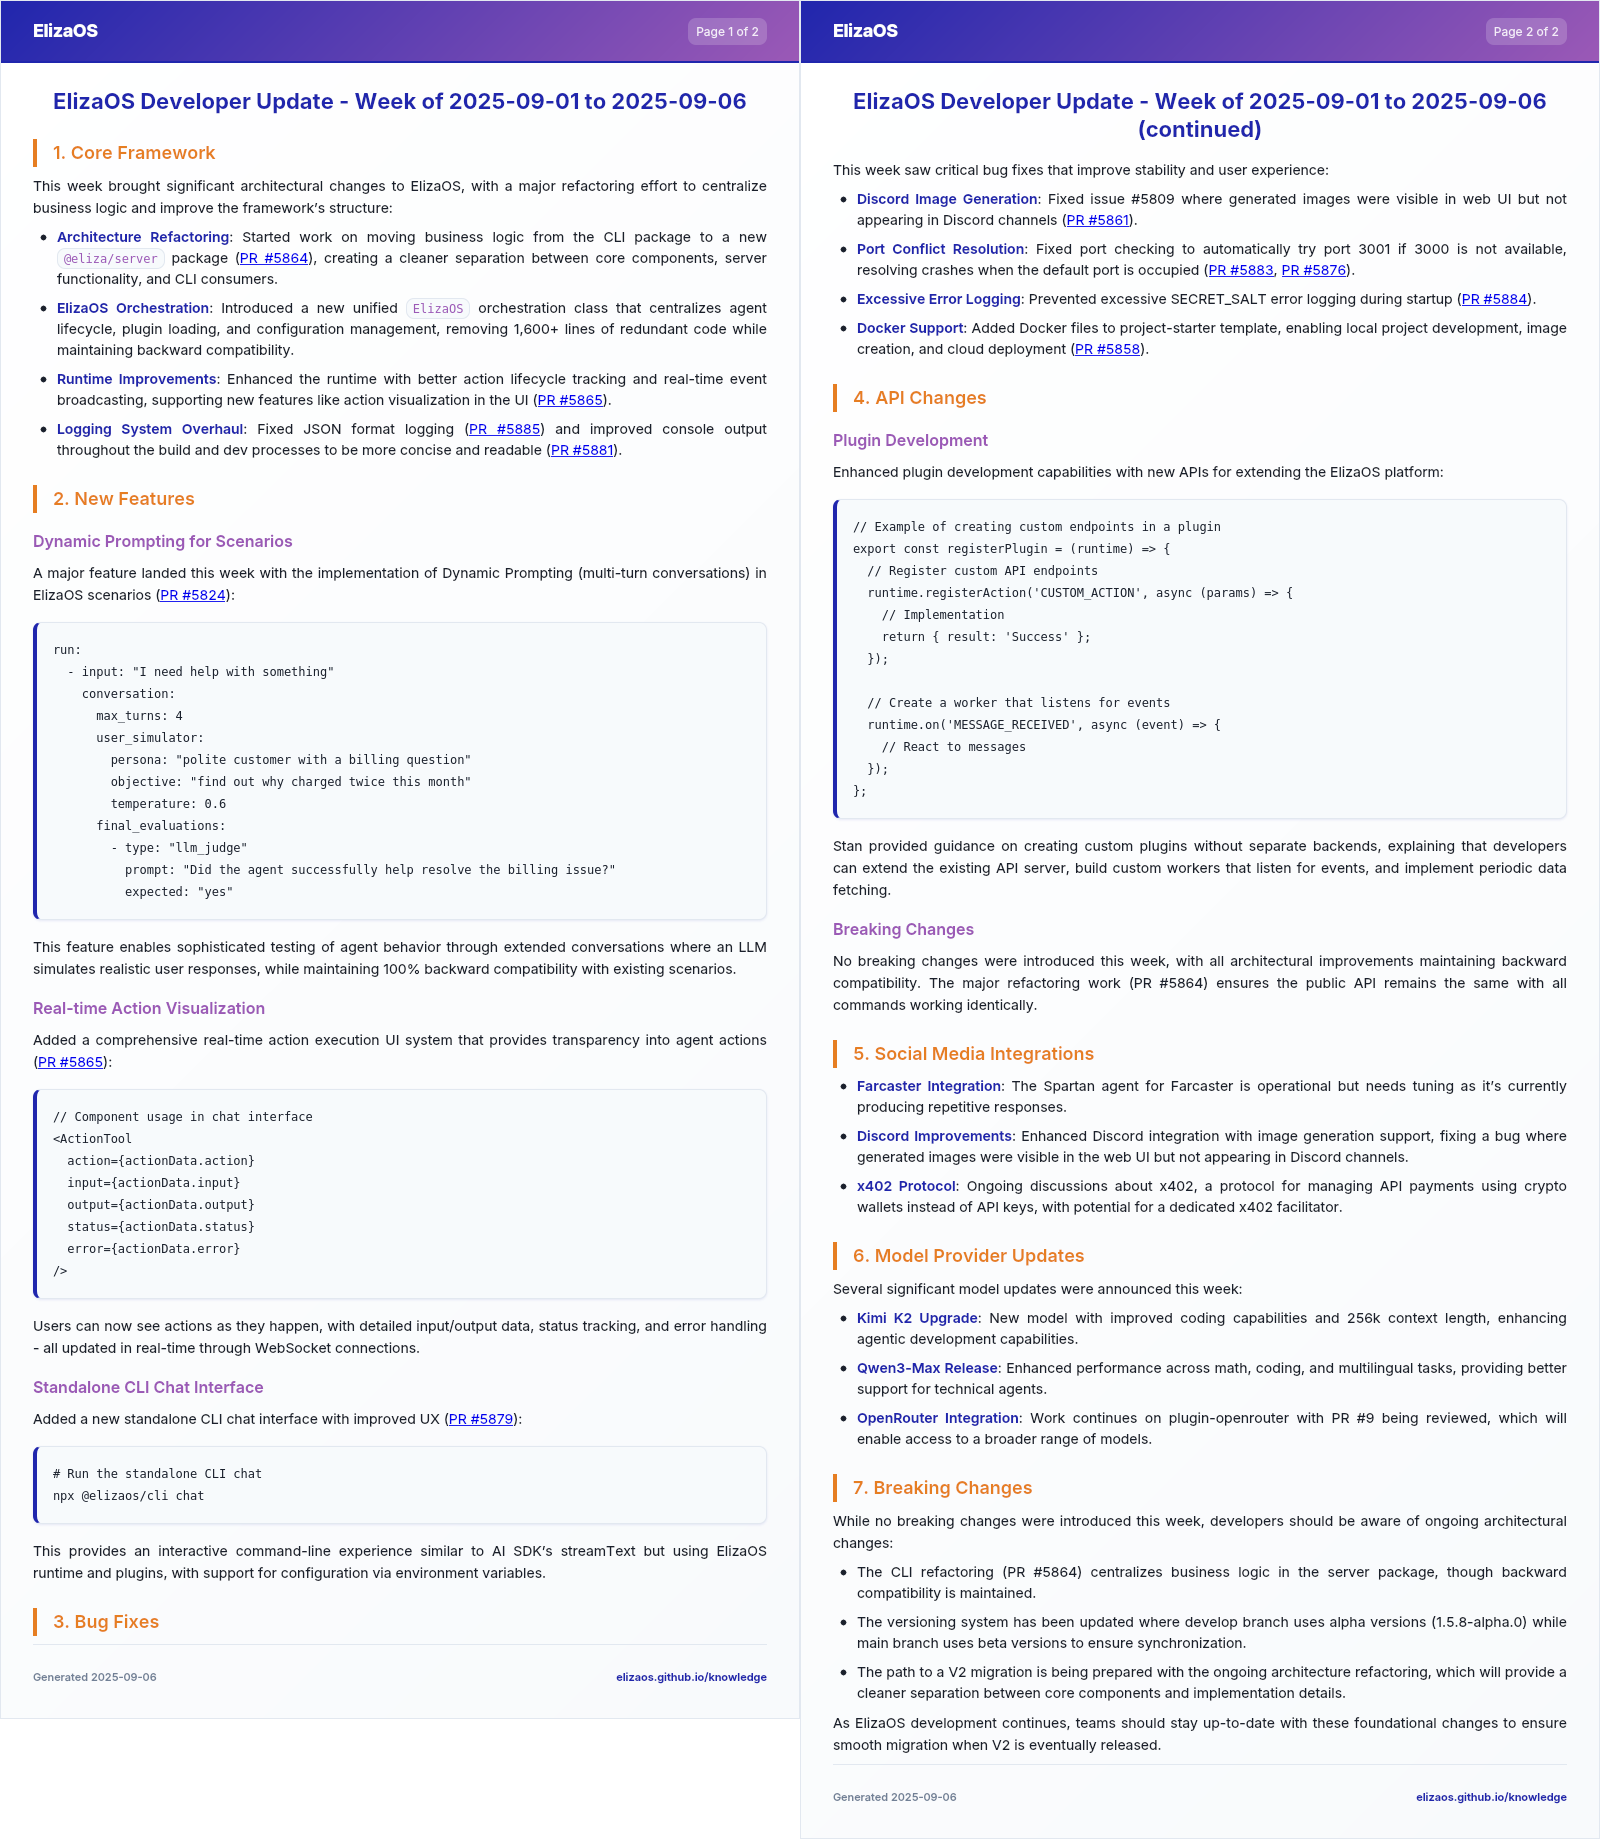 ElizaOS
Page 1 of 2
ElizaOS Developer Update - Week of 2025-09-01 to 2025-09-06
1. Core Framework
This week brought significant architectural changes to ElizaOS, with a major refactoring effort to centralize
business logic and improve the framework's structure:
• Architecture Refactoring: Started work on moving business logic from the CLI package to a new
@eliza/server package (PR #5864), creating a cleaner separation between core components, server
functionality, and CLI consumers.
• ElizaOS Orchestration: Introduced a new unified ElizaOS orchestration class that centralizes agent
lifecycle, plugin loading, and configuration management, removing 1,600+ lines of redundant code while
maintaining backward compatibility.
• Runtime Improvements: Enhanced the runtime with better action lifecycle tracking and real-time event
broadcasting, supporting new features like action visualization in the UI (PR #5865).
• Logging System Overhaul: Fixed JSON format logging (PR #5885) and improved console output
throughout the build and dev processes to be more concise and readable (PR #5881).
2. New Features
Dynamic Prompting for Scenarios
A major feature landed this week with the implementation of Dynamic Prompting (multi-turn conversations) in
ElizaOS scenarios (PR #5824):
run:
  - input: "I need help with something"
    conversation:
      max_turns: 4
      user_simulator:
        persona: "polite customer with a billing question"
        objective: "find out why charged twice this month"
        temperature: 0.6
      final_evaluations:
        - type: "llm_judge"
          prompt: "Did the agent successfully help resolve the billing issue?"
          expected: "yes"
This feature enables sophisticated testing of agent behavior through extended conversations where an LLM
simulates realistic user responses, while maintaining 100% backward compatibility with existing scenarios.
Real-time Action Visualization
Added a comprehensive real-time action execution UI system that provides transparency into agent actions
(PR #5865):
// Component usage in chat interface
<ActionTool
  action={actionData.action}
  input={actionData.input}
  output={actionData.output}
  status={actionData.status}
  error={actionData.error}
/>
Users can now see actions as they happen, with detailed input/output data, status tracking, and error handling
- all updated in real-time through WebSocket connections.
Standalone CLI Chat Interface
Added a new standalone CLI chat interface with improved UX (PR #5879):
# Run the standalone CLI chat
npx @elizaos/cli chat
This provides an interactive command-line experience similar to AI SDK's streamText but using ElizaOS
runtime and plugins, with support for configuration via environment variables.
3. Bug Fixes
Generated 2025-09-06
elizaos.github.io/knowledge
ElizaOS
Page 2 of 2
ElizaOS Developer Update - Week of 2025-09-01 to 2025-09-06
(continued)
This week saw critical bug fixes that improve stability and user experience:
• Discord Image Generation: Fixed issue #5809 where generated images were visible in web UI but not
appearing in Discord channels (PR #5861).
• Port Conflict Resolution: Fixed port checking to automatically try port 3001 if 3000 is not available,
resolving crashes when the default port is occupied (PR #5883, PR #5876).
• Excessive Error Logging: Prevented excessive SECRET_SALT error logging during startup (PR #5884).
• Docker Support: Added Docker files to project-starter template, enabling local project development, image
creation, and cloud deployment (PR #5858).
4. API Changes
Plugin Development
Enhanced plugin development capabilities with new APIs for extending the ElizaOS platform:
// Example of creating custom endpoints in a plugin
export const registerPlugin = (runtime) => {
  // Register custom API endpoints
  runtime.registerAction('CUSTOM_ACTION', async (params) => {
    // Implementation
    return { result: 'Success' };
  });
  // Create a worker that listens for events
  runtime.on('MESSAGE_RECEIVED', async (event) => {
    // React to messages
  });
};
Stan provided guidance on creating custom plugins without separate backends, explaining that developers
can extend the existing API server, build custom workers that listen for events, and implement periodic data
fetching.
Breaking Changes
No breaking changes were introduced this week, with all architectural improvements maintaining backward
compatibility. The major refactoring work (PR #5864) ensures the public API remains the same with all
commands working identically.
5. Social Media Integrations
• Farcaster Integration: The Spartan agent for Farcaster is operational but needs tuning as it's currently
producing repetitive responses.
• Discord Improvements: Enhanced Discord integration with image generation support, fixing a bug where
generated images were visible in the web UI but not appearing in Discord channels.
• x402 Protocol: Ongoing discussions about x402, a protocol for managing API payments using crypto
wallets instead of API keys, with potential for a dedicated x402 facilitator.
6. Model Provider Updates
Several significant model updates were announced this week:
• Kimi K2 Upgrade: New model with improved coding capabilities and 256k context length, enhancing
agentic development capabilities.
• Qwen3-Max Release: Enhanced performance across math, coding, and multilingual tasks, providing better
support for technical agents.
• OpenRouter Integration: Work continues on plugin-openrouter with PR #9 being reviewed, which will
enable access to a broader range of models.
7. Breaking Changes
While no breaking changes were introduced this week, developers should be aware of ongoing architectural
changes:
• The CLI refactoring (PR #5864) centralizes business logic in the server package, though backward
compatibility is maintained.
• The versioning system has been updated where develop branch uses alpha versions (1.5.8-alpha.0) while
main branch uses beta versions to ensure synchronization.
• The path to a V2 migration is being prepared with the ongoing architecture refactoring, which will provide a
cleaner separation between core components and implementation details.
As ElizaOS development continues, teams should stay up-to-date with these foundational changes to ensure
smooth migration when V2 is eventually released.
Generated 2025-09-06
elizaos.github.io/knowledge